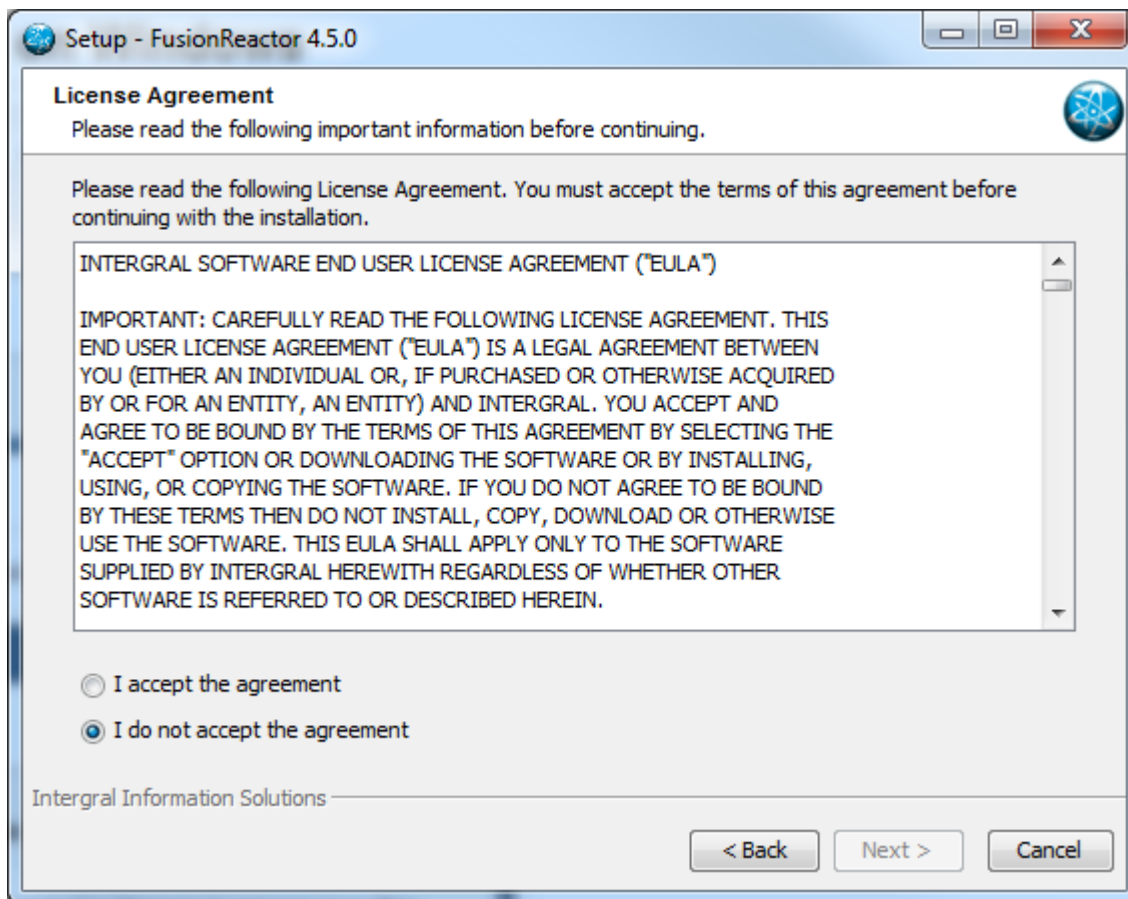 Setup - FusionReactor 4.5.0
License Agreement
Please read the following important information before continuing.
Please read the following License Agreement. You must accept the terms of this agreement before
continuing with the installation.
INTERGRAL SOFTWARE END USER LICENSE AGREEMENT ("EULA")
IMPORTANT: CAREFULLY READ THE FOLLOWING LICENSE AGREEMENT. THIS
END USER LICENSE AGREEMENT ("EULA") IS A LEGAL AGREEMENT BETWEEN
YOU (EITHER AN INDIVIDUAL OR, IF PURCHASED OR OTHERWISE ACQUIRED
BY OR FOR AN ENTITY, AN ENTITY) AND INTERGRAL. YOU ACCEPT AND
AGREE TO BE BOUND BY THE TERMS OF THIS AGREEMENT BY SELECTING THE
"ACCEPT" OPTION OR DOWNLOADING THE SOFTWARE OR BY INSTALLING,
USING, OR COPYING THE SOFTWARE. IF YOU DO NOT AGREE TO BE BOUND
BY THESE TERMS THEN DO NOT INSTALL, COPY, DOWNLOAD OR OTHERWISE
USE THE SOFTWARE. THIS EULA SHALL APPLY ONLY TO THE SOFTWARE
SUPPLIED BY INTERGRAL HEREWITH REGARDLESS OF WHETHER OTHER
SOFTWARE IS REFERRED TO OR DESCRIBED HEREIN.
I accept the agreement
I do not accept the agreement
Intergral Information Solutions
< Back Next > Cancel